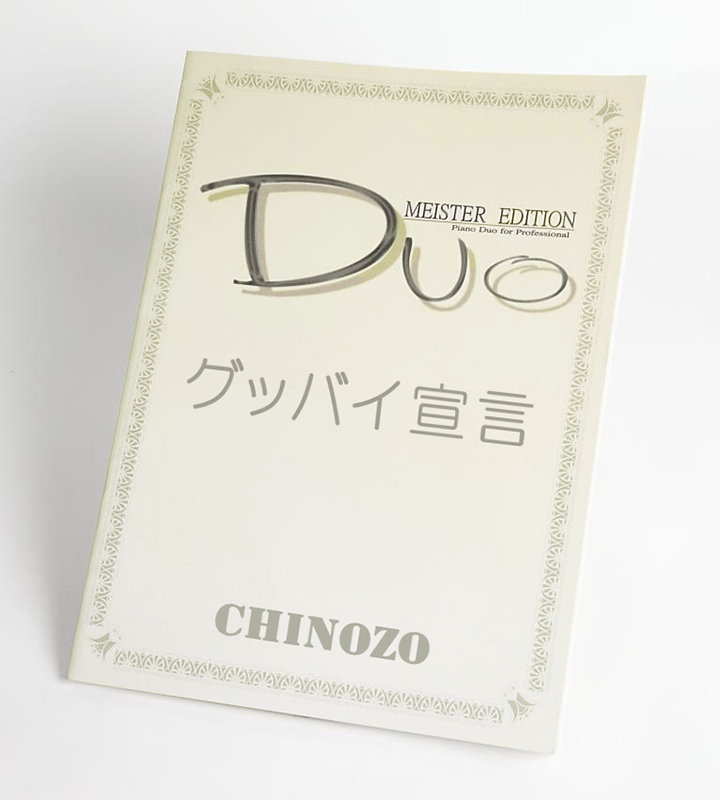 DUO
MEISTER EDITION
Piano Duo for Professional
グッバイ宣言
CHINOZO